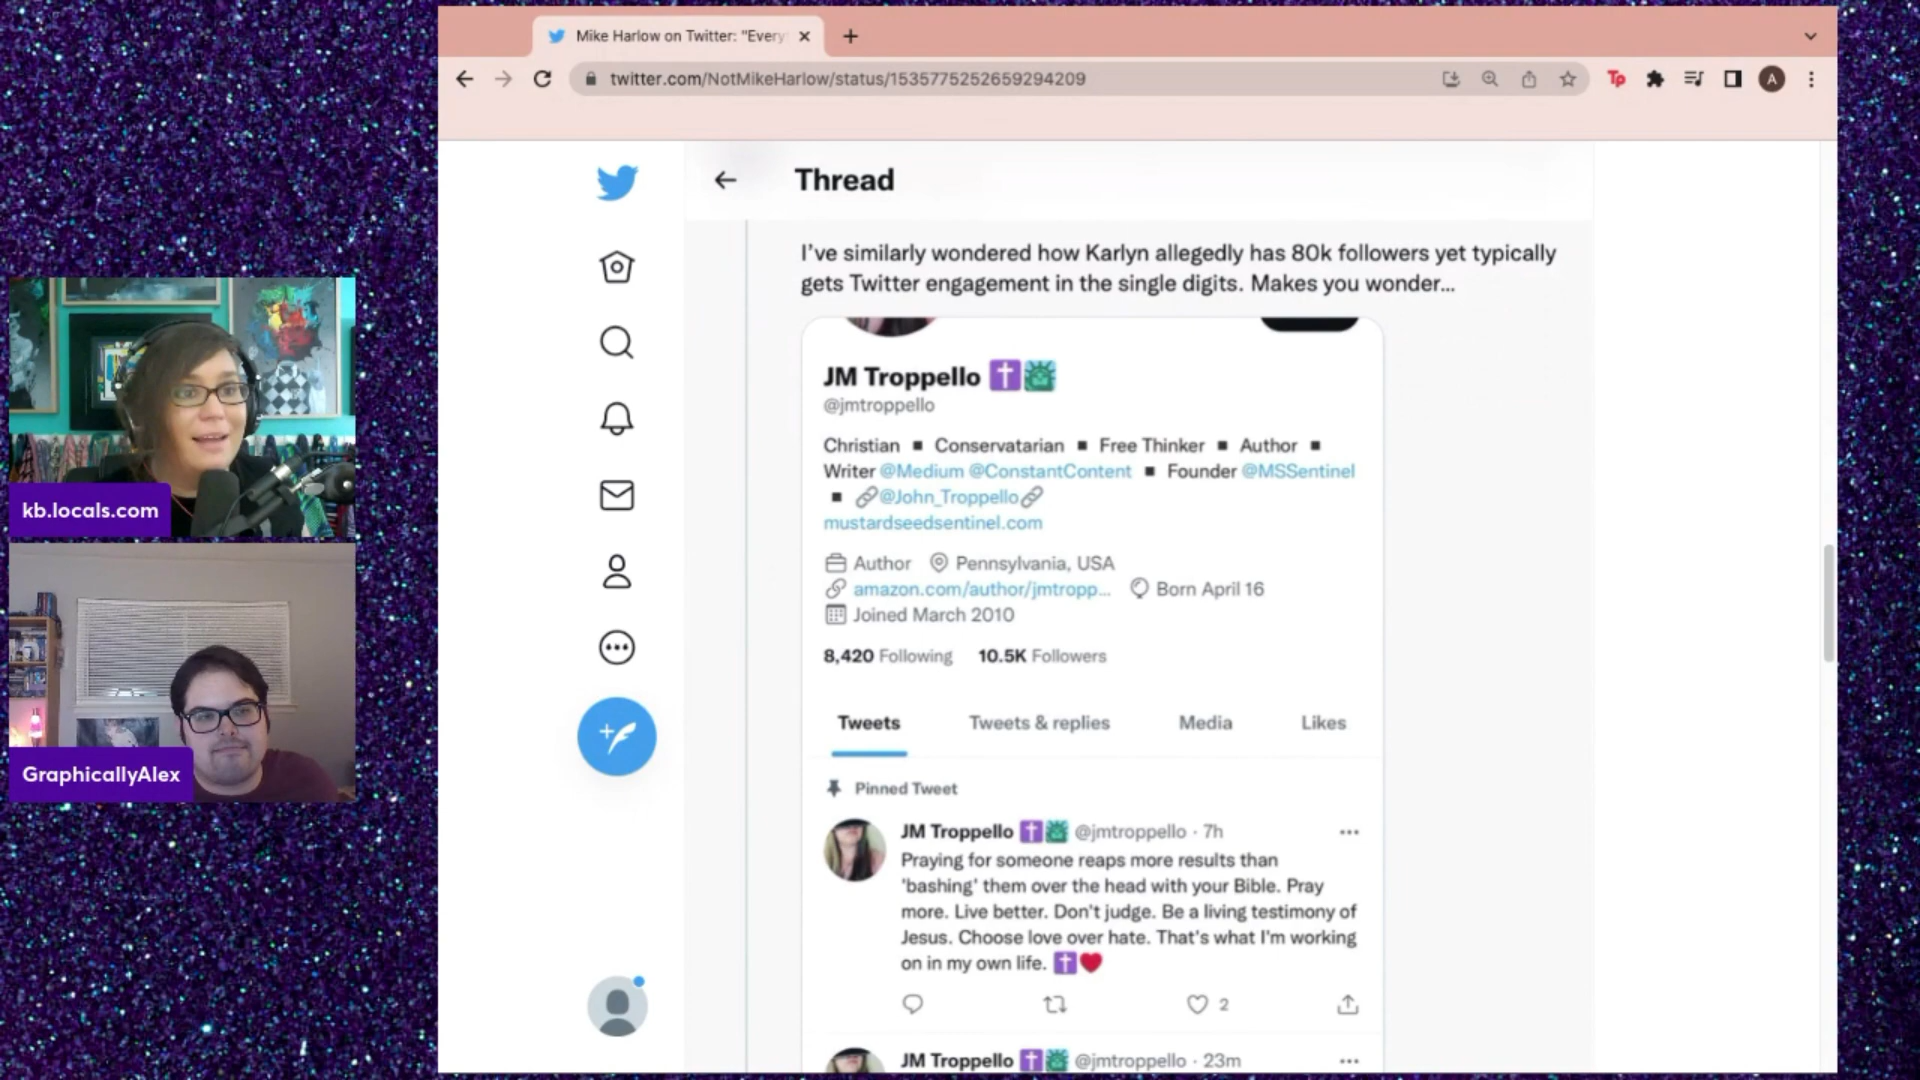 Mike Harlow on Twitter: "Every
twitter.com/NotMikeHarlow/status/1535775252659294209
Tp
A
Thread
I've similarly wondered how Karlyn allegedly has 80k followers yet typically
gets Twitter engagement in the single digits. Makes you wonder...
JM Troppello ✝️🗽
@jmtroppello
Christian ▪ Conservatarian ▪ Free Thinker ▪ Author ▪
Writer @Medium @ConstantContent ▪ Founder @MSSentinel
▪ 🔗@John_Troppello🔗
mustardseedsentinel.com
Author Pennsylvania, USA
amazon.com/author/jmtropp... Born April 16
Joined March 2010
8,420 Following 10.5K Followers
Tweets Tweets & replies Media Likes
Pinned Tweet
JM Troppello ✝️🗽 @jmtroppello · 7h
Praying for someone reaps more results than
'bashing' them over the head with your Bible. Pray
more. Live better. Don't judge. Be a living testimony of
Jesus. Choose love over hate. That's what I'm working
on in my own life. ✝️❤️
2
JM Troppello ✝️🗽 @jmtroppello · 23m
kb.locals.com
GraphicallyAlex